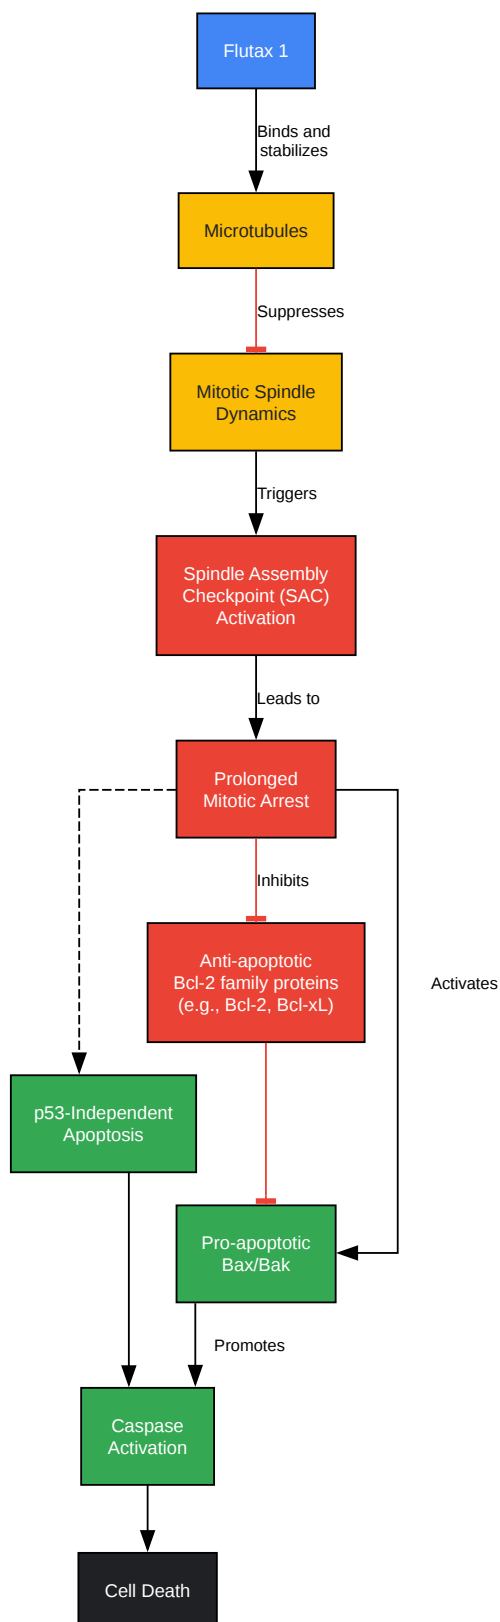 Flutax 1
Binds and
stabilizes
Microtubules
Suppresses
Mitotic Spindle
Dynamics
Triggers
Spindle Assembly
Checkpoint (SAC)
Activation
Leads to
Prolonged
Mitotic Arrest
Inhibits
Anti-apoptotic
Bcl-2 family proteins
(e.g., Bcl-2, Bcl-xL)
Activates
p53-Independent
Apoptosis
Pro-apoptotic
Bax/Bak
Promotes
Caspase
Activation
Cell Death